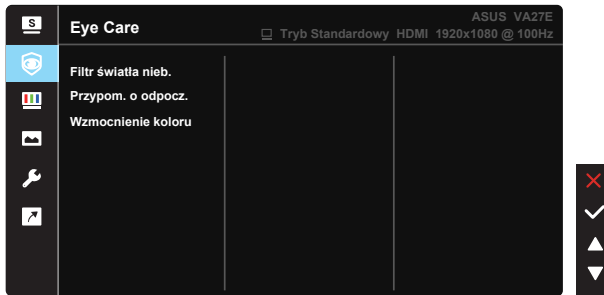 S
Eye Care
ASUS VA27E
Tryb Standardowy HDMI 1920x1080 @ 100Hz
Filtr światła nieb.
Przypom. o odpocz.
Wzmocnienie koloru